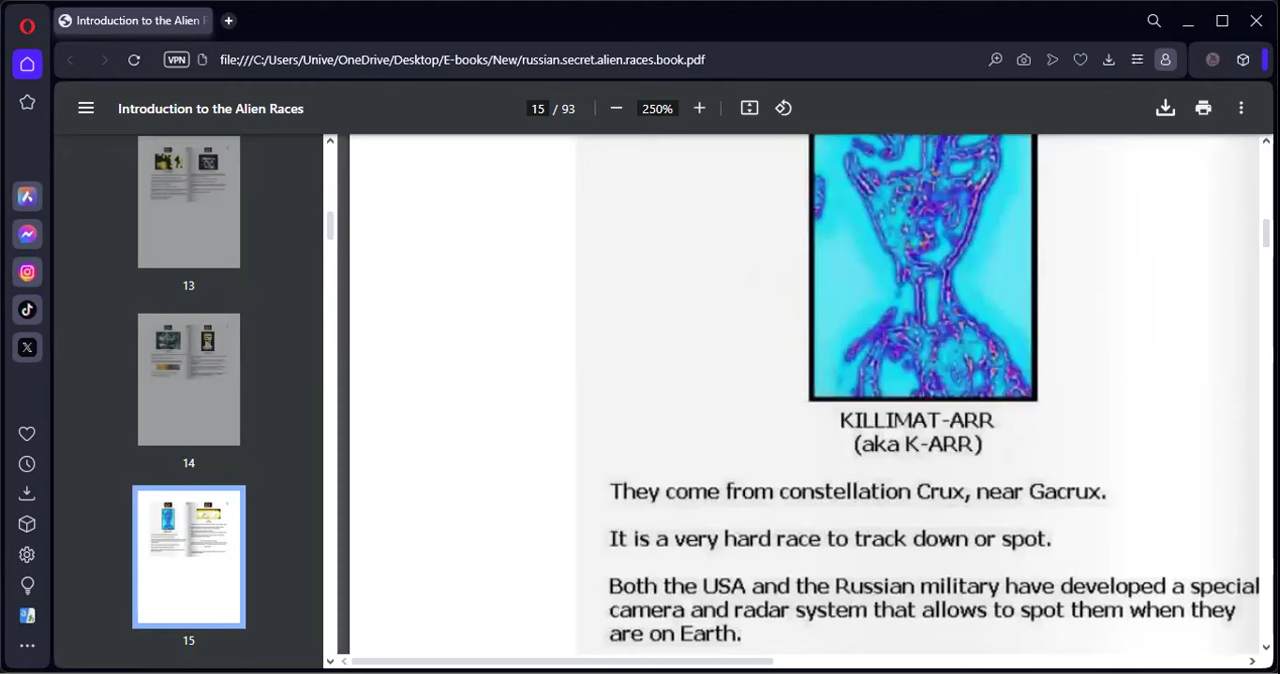 Introduction to the Alien R
VPN
file:///C:/Users/Unive/OneDrive/Desktop/E-books/New/russian.secret.alien.races.book.pdf
Introduction to the Alien Races
15 / 93
250%
13
14
15
KILLIMAT-ARR
(aka K-ARR)
They come from constellation Crux, near Gacrux.
It is a very hard race to track down or spot.
Both the USA and the Russian military have developed a special
camera and radar system that allows to spot them when they
are on Earth.